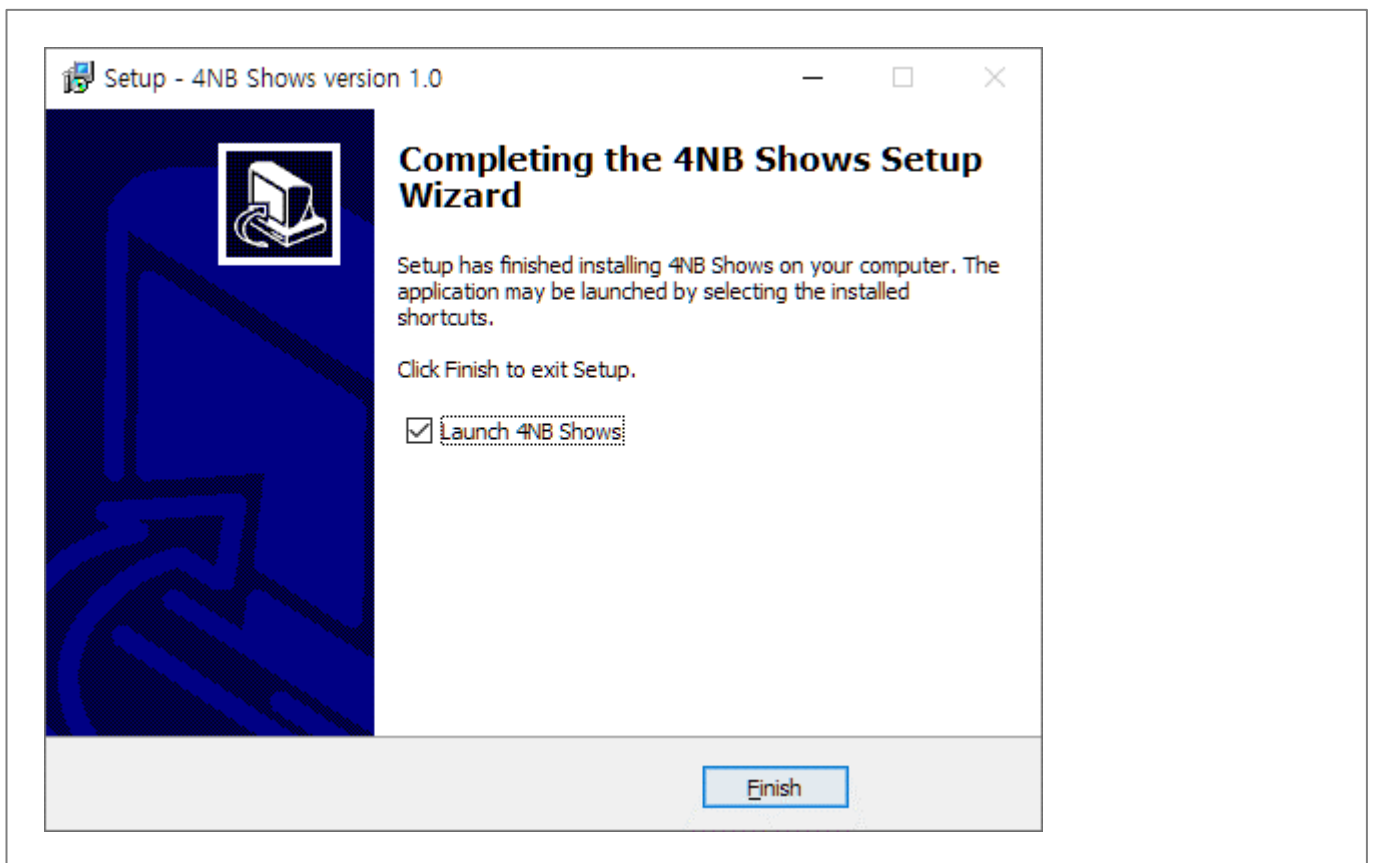 Setup - 4NB Shows version 1.0
Completing the 4NB Shows Setup
Wizard
Setup has finished installing 4NB Shows on your computer. The
application may be launched by selecting the installed
shortcuts.
Click Finish to exit Setup.
Launch 4NB Shows
Finish